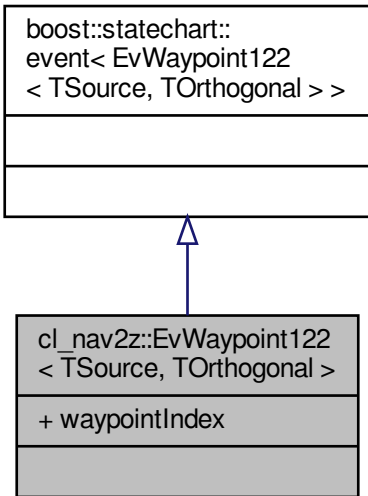 boost::statechart::
event< EvWaypoint122
< TSource, TOrthogonal > >
cl_nav2z::EvWaypoint122
< TSource, TOrthogonal >
+ waypointIndex